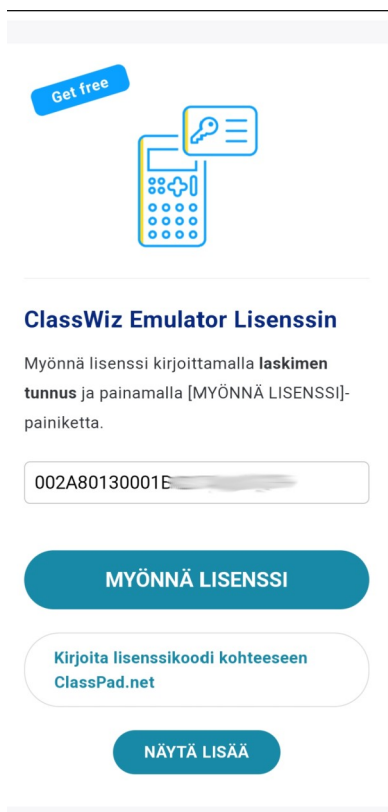 Get free
ClassWiz Emulator Lisenssin
Myönnä lisenssi kirjoittamalla laskimen
tunnus ja painamalla [MYÖNNÄ LISENSSI]-
painiketta.
002A80130001
MYÖNNÄ LISENSSI
Kirjoita lisenssikoodi kohteeseen
ClassPad.net
NÄYTÄ LISÄÄ